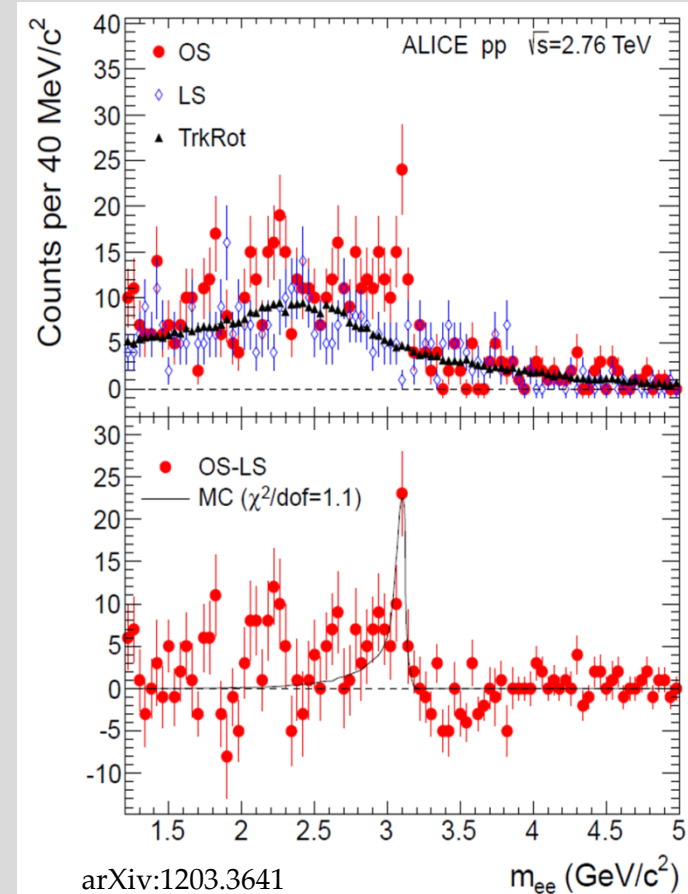 ALICE pp √s=2.76 TeV
OS
LS
TrkRot
Counts per 40 MeV/c²
40
35
30
25
20
15
10
5
0
OS-LS
MC (χ²/dof=1.1)
30
25
20
15
10
5
0
-5
-10
1.5 2 2.5 3 3.5 4 4.5 5
arXiv:1203.3641
m_ee (GeV/c²)